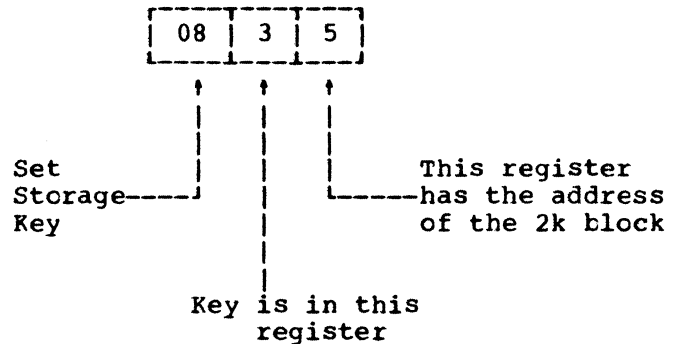 08 3 5
Set
Storage
Key
This register
has the address
of the 2k block
Key is in this
register